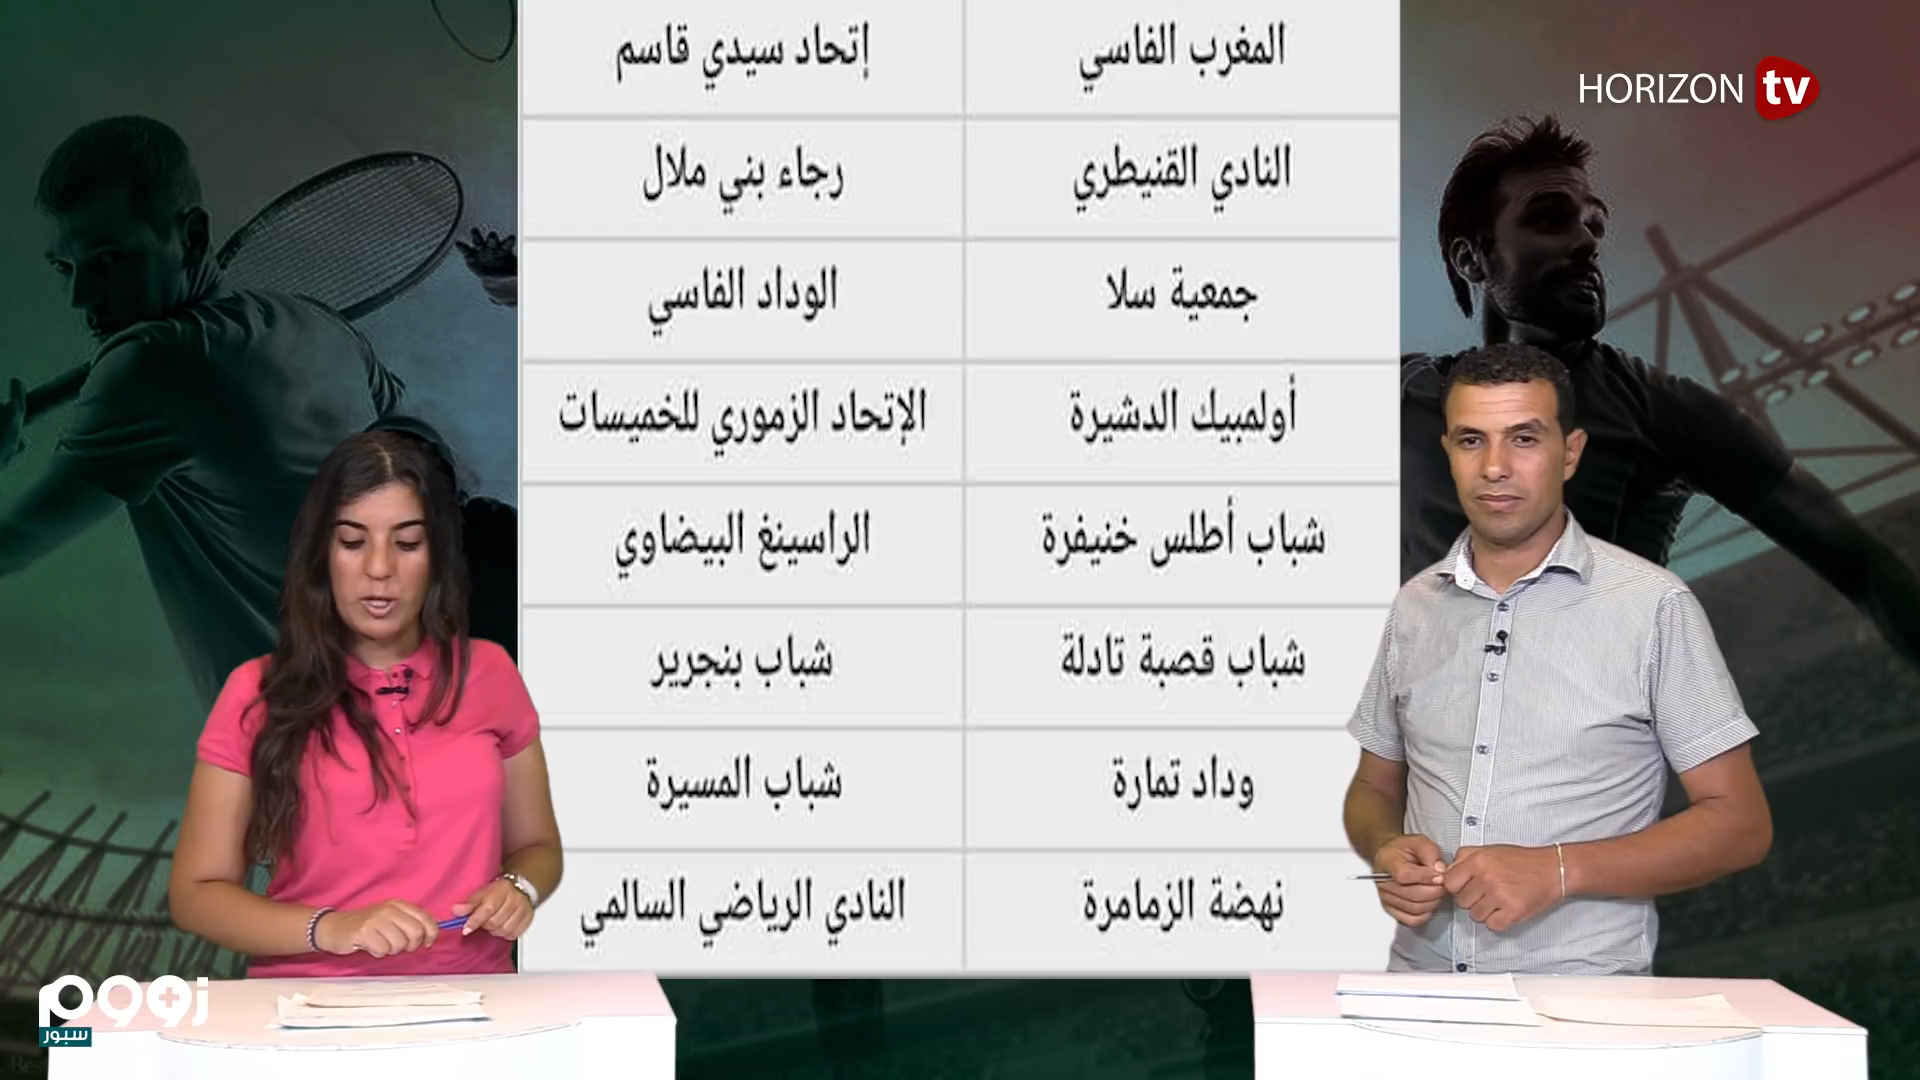 HORIZON tv
المغرب الفاسي إتحاد سيدي قاسم
النادي القنيطري رجاء بني ملال
جمعية سلا الوداد الفاسي
أولمبيك الدشيرة الإتحاد الزموري للخميسات
شباب أطلس خنيفرة الراسينغ البيضاوي
شباب قصبة تادلة شباب بنجرير
وداد تمارة شباب المسيرة
نهضة الزمامرة النادي الرياضي السالمي
زووم
سبور